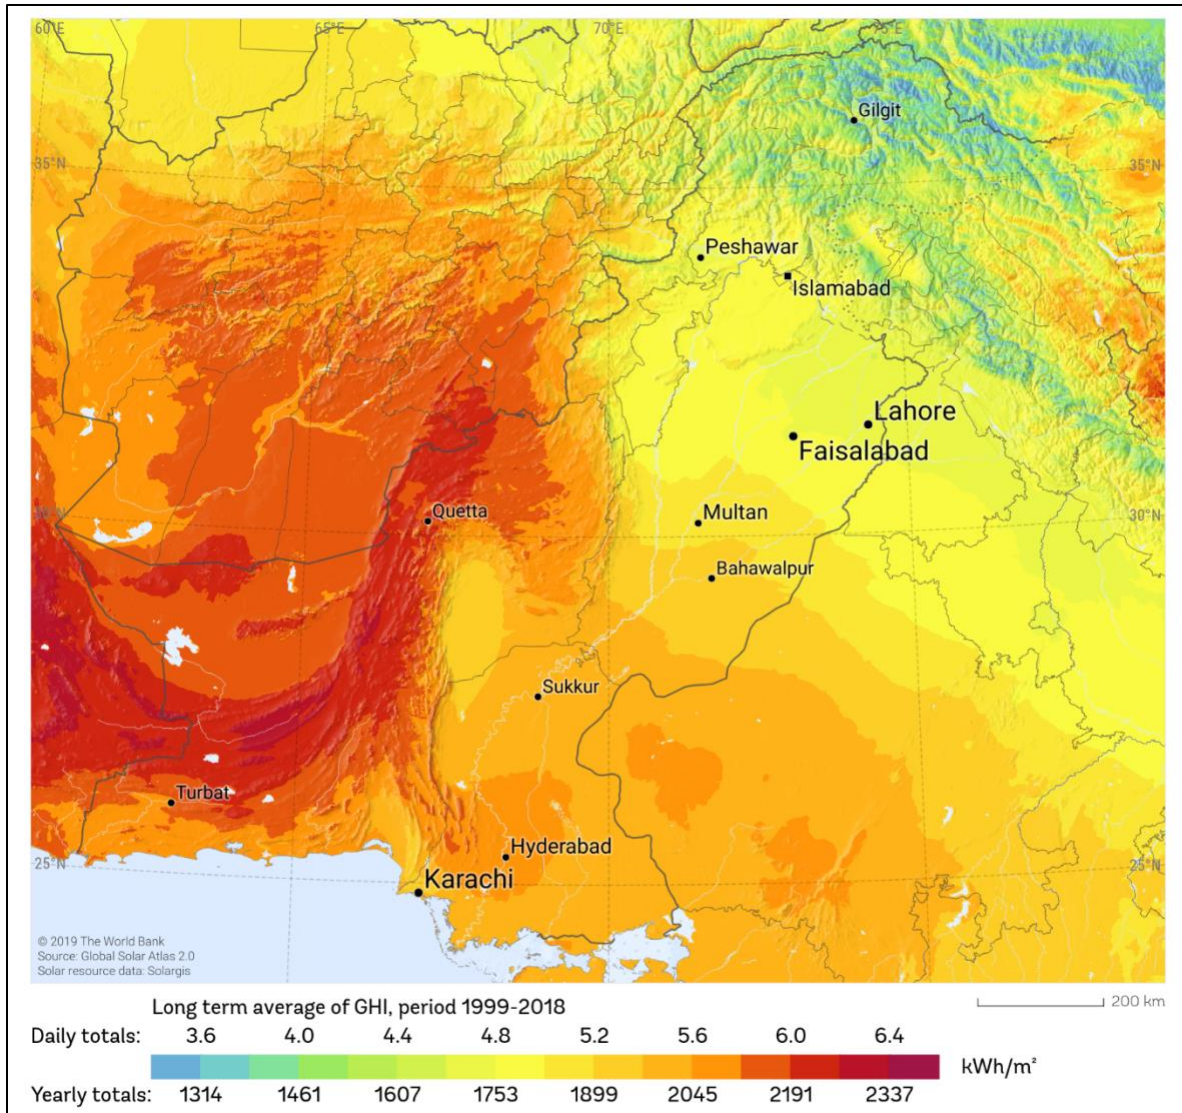 60°E 65°E 70°E 75°E
Gilgit
35°N 35°N
Peshawar
Islamabad
Lahore
Faisalabad
30°N Quetta Multan 30°N
Bahawalpur
Sukkur
Turbat
Hyderabad
25°N 25°N
Karachi
© 2019 The World Bank
Source: Global Solar Atlas 2.0
Solar resource data: Solargis
Long term average of GHI, period 1999-2018
200 km
Daily totals: 3.6 4.0 4.4 4.8 5.2 5.6 6.0 6.4
kWh/m²
Yearly totals: 1314 1461 1607 1753 1899 2045 2191 2337